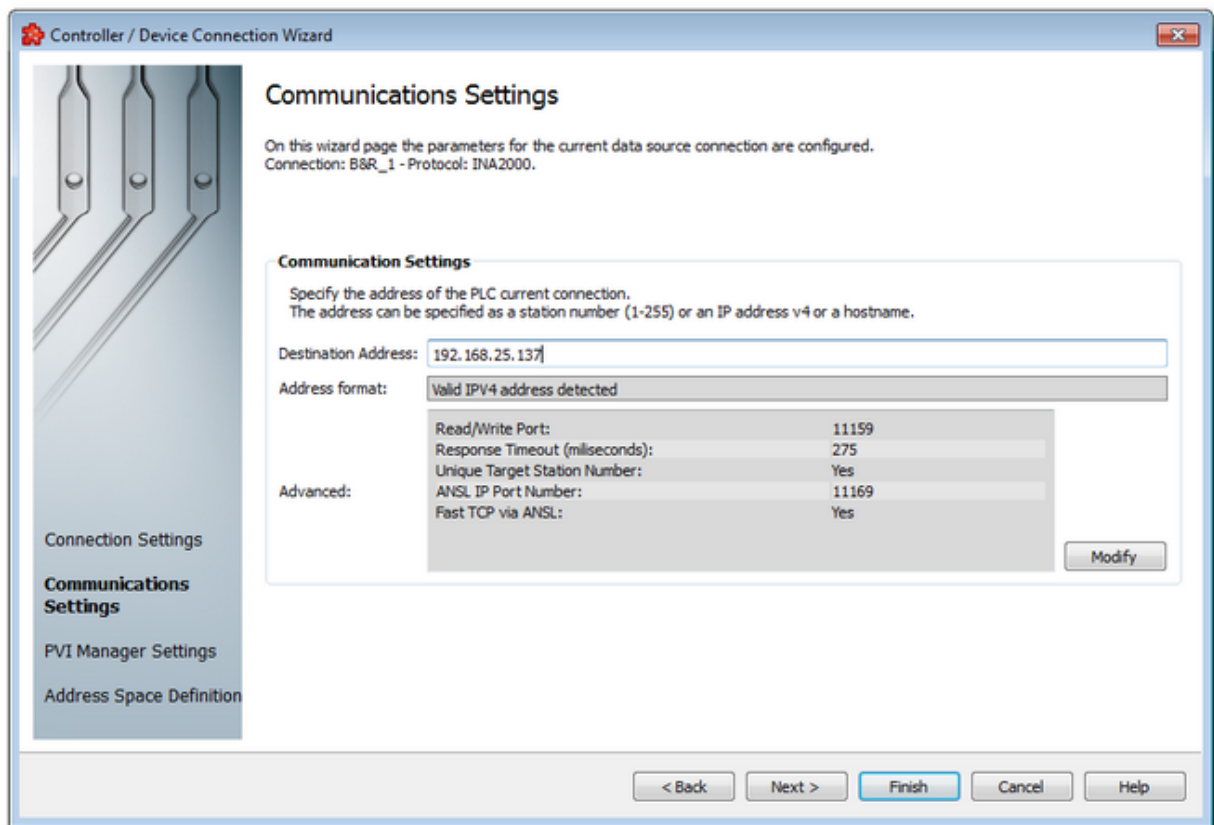 Controller / Device Connection Wizard
Communications Settings
On this wizard page the parameters for the current data source connection are configured.
Connection: B&R_1 - Protocol: INA2000.
Communication Settings
Specify the address of the PLC current connection.
The address can be specified as a station number (1-255) or an IP address v4 or a hostname.
Destination Address: 192.168.25.137
Address format: Valid IPV4 address detected
Advanced:
Read/Write Port: 11159
Response Timeout (miliseconds): 275
Unique Target Station Number: Yes
ANSL IP Port Number: 11169
Fast TCP via ANSL: Yes
Modify
Connection Settings
Communications
Settings
PVI Manager Settings
Address Space Definition
< Back Next > Finish Cancel Help